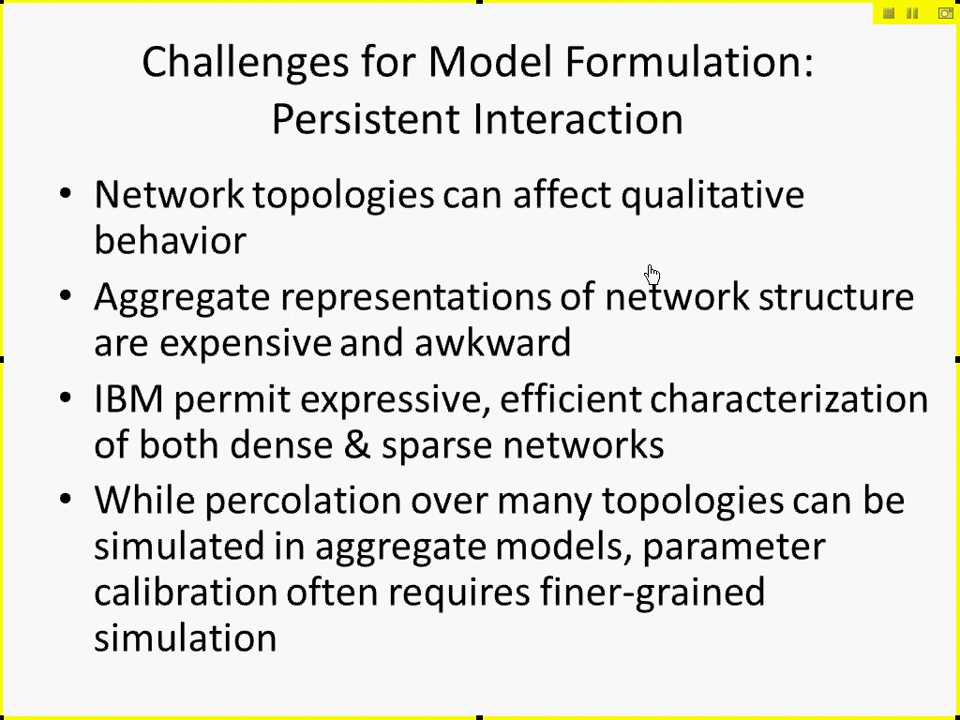 Challenges for Model Formulation:
Persistent Interaction
• Network topologies can affect qualitative
behavior
• Aggregate representations of network structure
are expensive and awkward
• IBM permit expressive, efficient characterization
of both dense & sparse networks
• While percolation over many topologies can be
simulated in aggregate models, parameter
calibration often requires finer-grained
simulation